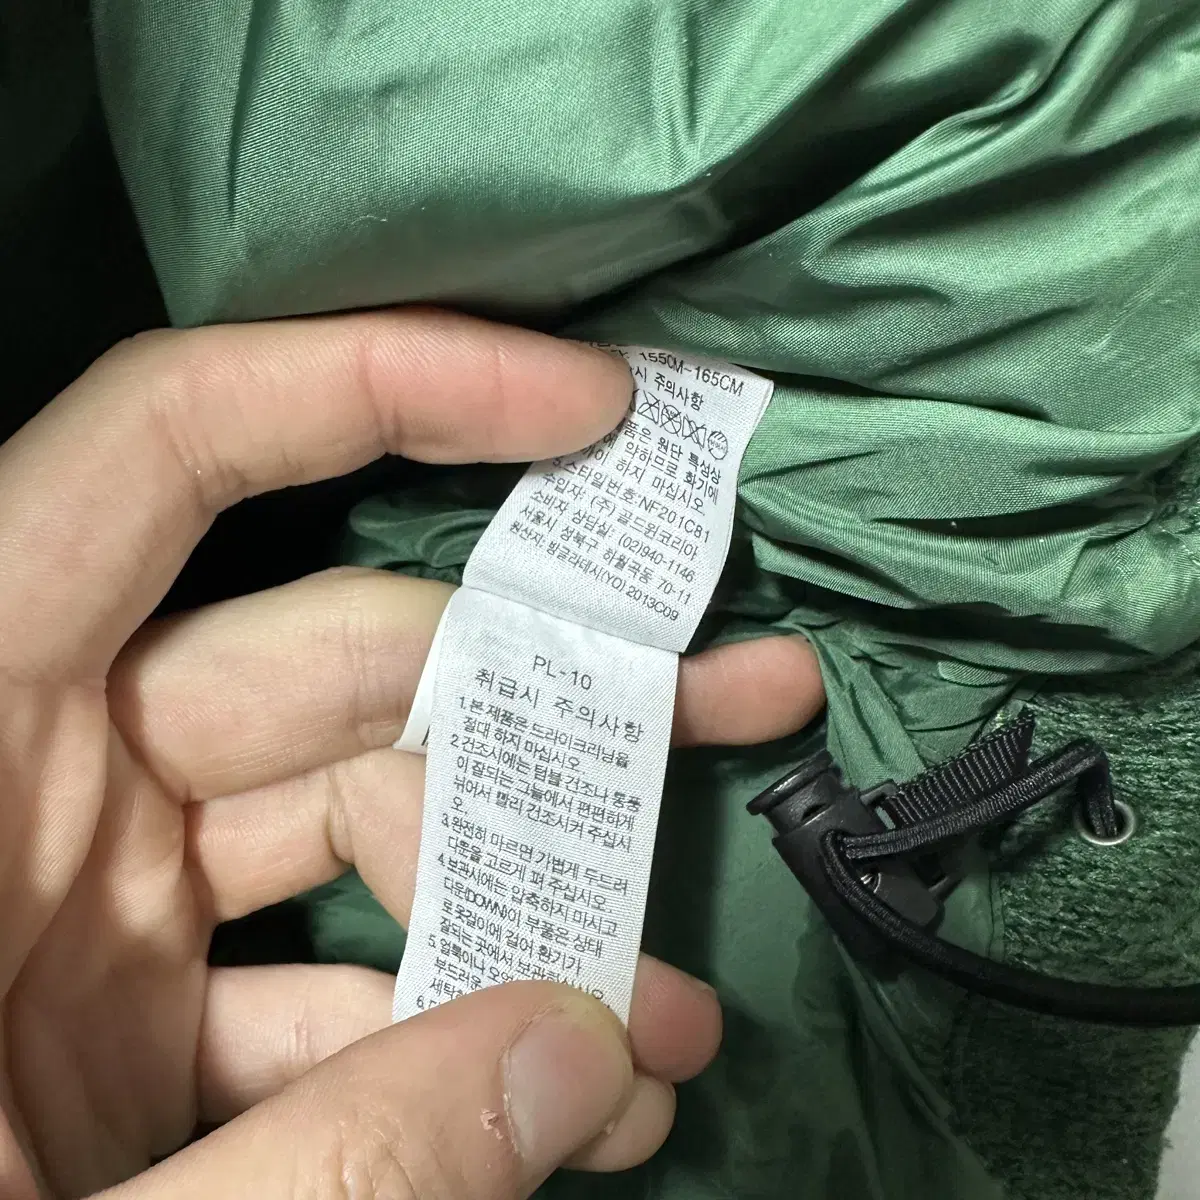 155CM-165CM
주의사항
원단 특성상
약하므로 화기에
하지 마십시오
5.스타일번호:NF201C81
수입자: (주) 골드윈코리아
소비자 상담실: (02)940-1146
서울시 성북구 하월곡동 70-11
원산지: 방글라데시(YO) 2013C09
PL-10
취급시 주의사항
1.본 제품은 드라이크리닝을
절대 하지 마십시오
2.건조시에는 텀블 건조나 통풍
이 잘되는 그늘에서 편편하게
뉘어서 빨리 건조시켜 주십시
오.
3.완전히 마르면 가볍게 두드려
다운을 고르게 펴 주십시오.
4.보관시에는 압축하지 마시고
다운(DOWN)이 부풀은 상태
로 옷걸이에 걸어 환기가
잘되는 곳에서 보관하십시오
5. 얼룩이나
부드러운
6.